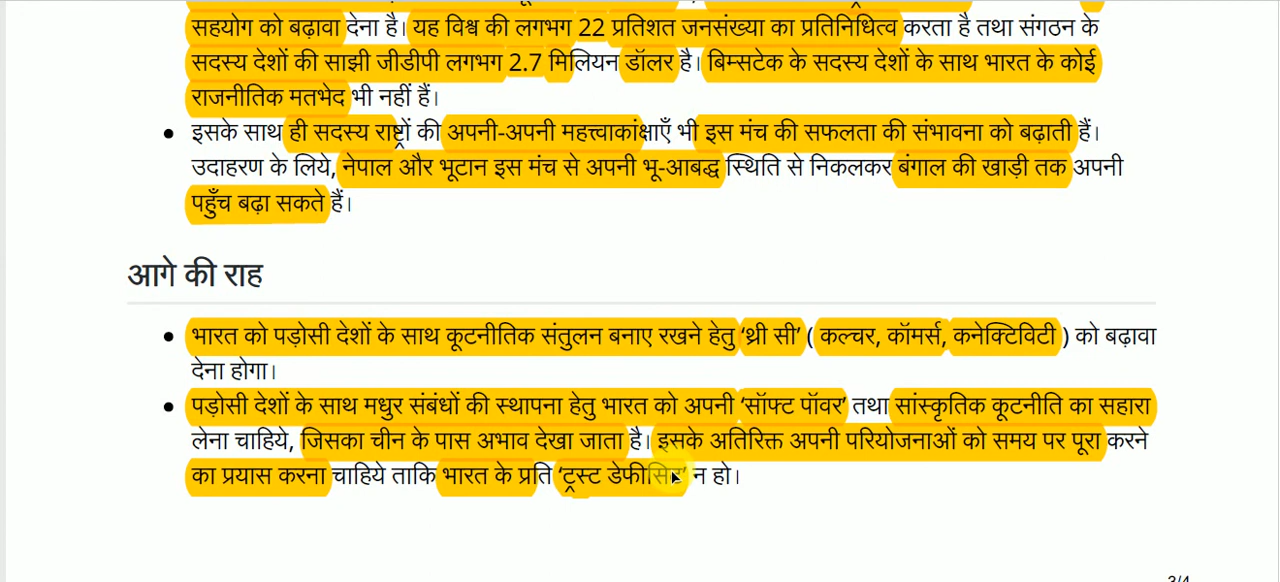 सहयोग को बढ़ावा देना है। यह विश्व की लगभग 22 प्रतिशत जनसंख्या का प्रतिनिधित्व करता है तथा संगठन के
सदस्य देशों की साझी जीडीपी लगभग 2.7 मिलियन डॉलर है। बिम्सटेक के सदस्य देशों के साथ भारत के कोई
राजनीतिक मतभेद भी नहीं हैं।
• इसके साथ ही सदस्य राष्ट्रों की अपनी-अपनी महत्त्वाकांक्षाएँ भी इस मंच की सफलता की संभावना को बढ़ाती हैं।
उदाहरण के लिये, नेपाल और भूटान इस मंच से अपनी भू-आबद्ध स्थिति से निकलकर बंगाल की खाड़ी तक अपनी
पहुँच बढ़ा सकते हैं।
आगे की राह
• भारत को पड़ोसी देशों के साथ कूटनीतिक संतुलन बनाए रखने हेतु ‘थ्री सी’ ( कल्चर, कॉमर्स, कनेक्टिविटी ) को बढ़ावा
देना होगा।
• पड़ोसी देशों के साथ मधुर संबंधों की स्थापना हेतु भारत को अपनी ‘सॉफ्ट पॉवर’ तथा सांस्कृतिक कूटनीति का सहारा
लेना चाहिये, जिसका चीन के पास अभाव देखा जाता है। इसके अतिरिक्त अपनी परियोजनाओं को समय पर पूरा करने
का प्रयास करना चाहिये ताकि भारत के प्रति ‘ट्रस्ट डेफीसिट’ न हो।
3/4